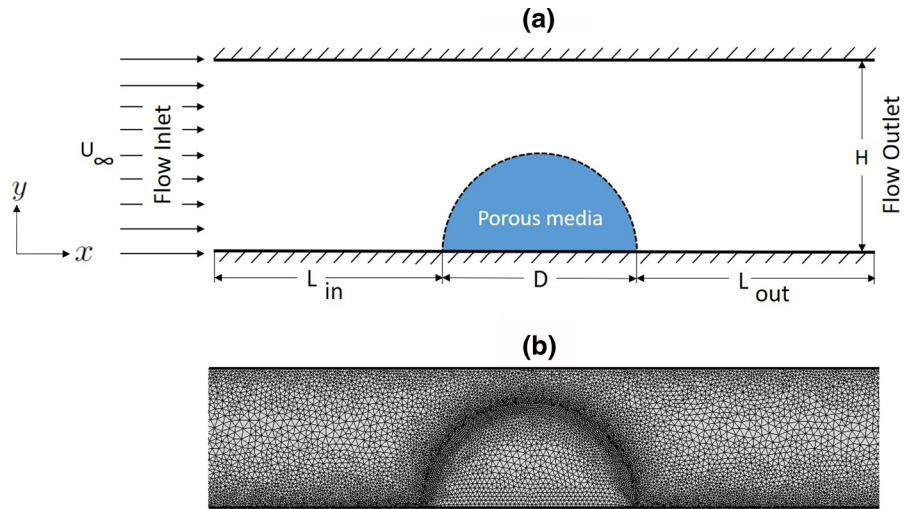 (a)
Flow Inlet
U∞
y
x
Porous media
H
Flow Outlet
L in
D
L out
(b)